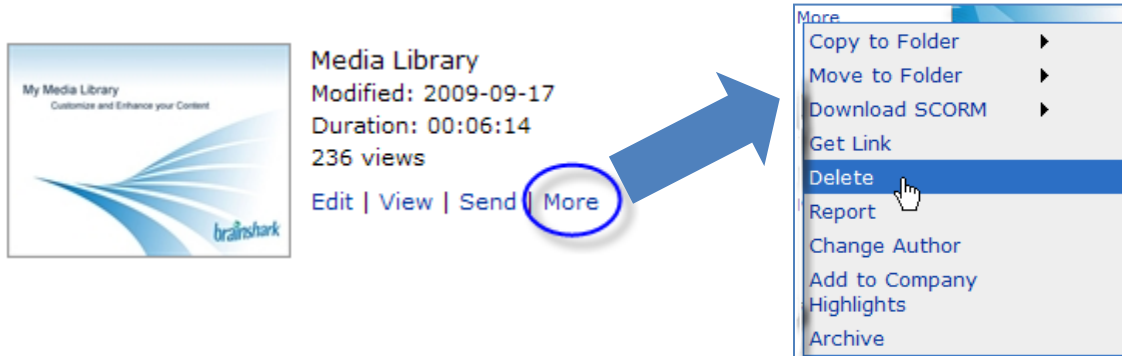 My Media Library
Customize and Enhance your Content
brainshark
Media Library
Modified: 2009-09-17
Duration: 00:06:14
236 views
Edit | View | Send | More
More
Copy to Folder
Move to Folder
Download SCORM
Get Link
Delete
Report
Change Author
Add to Company
Highlights
Archive